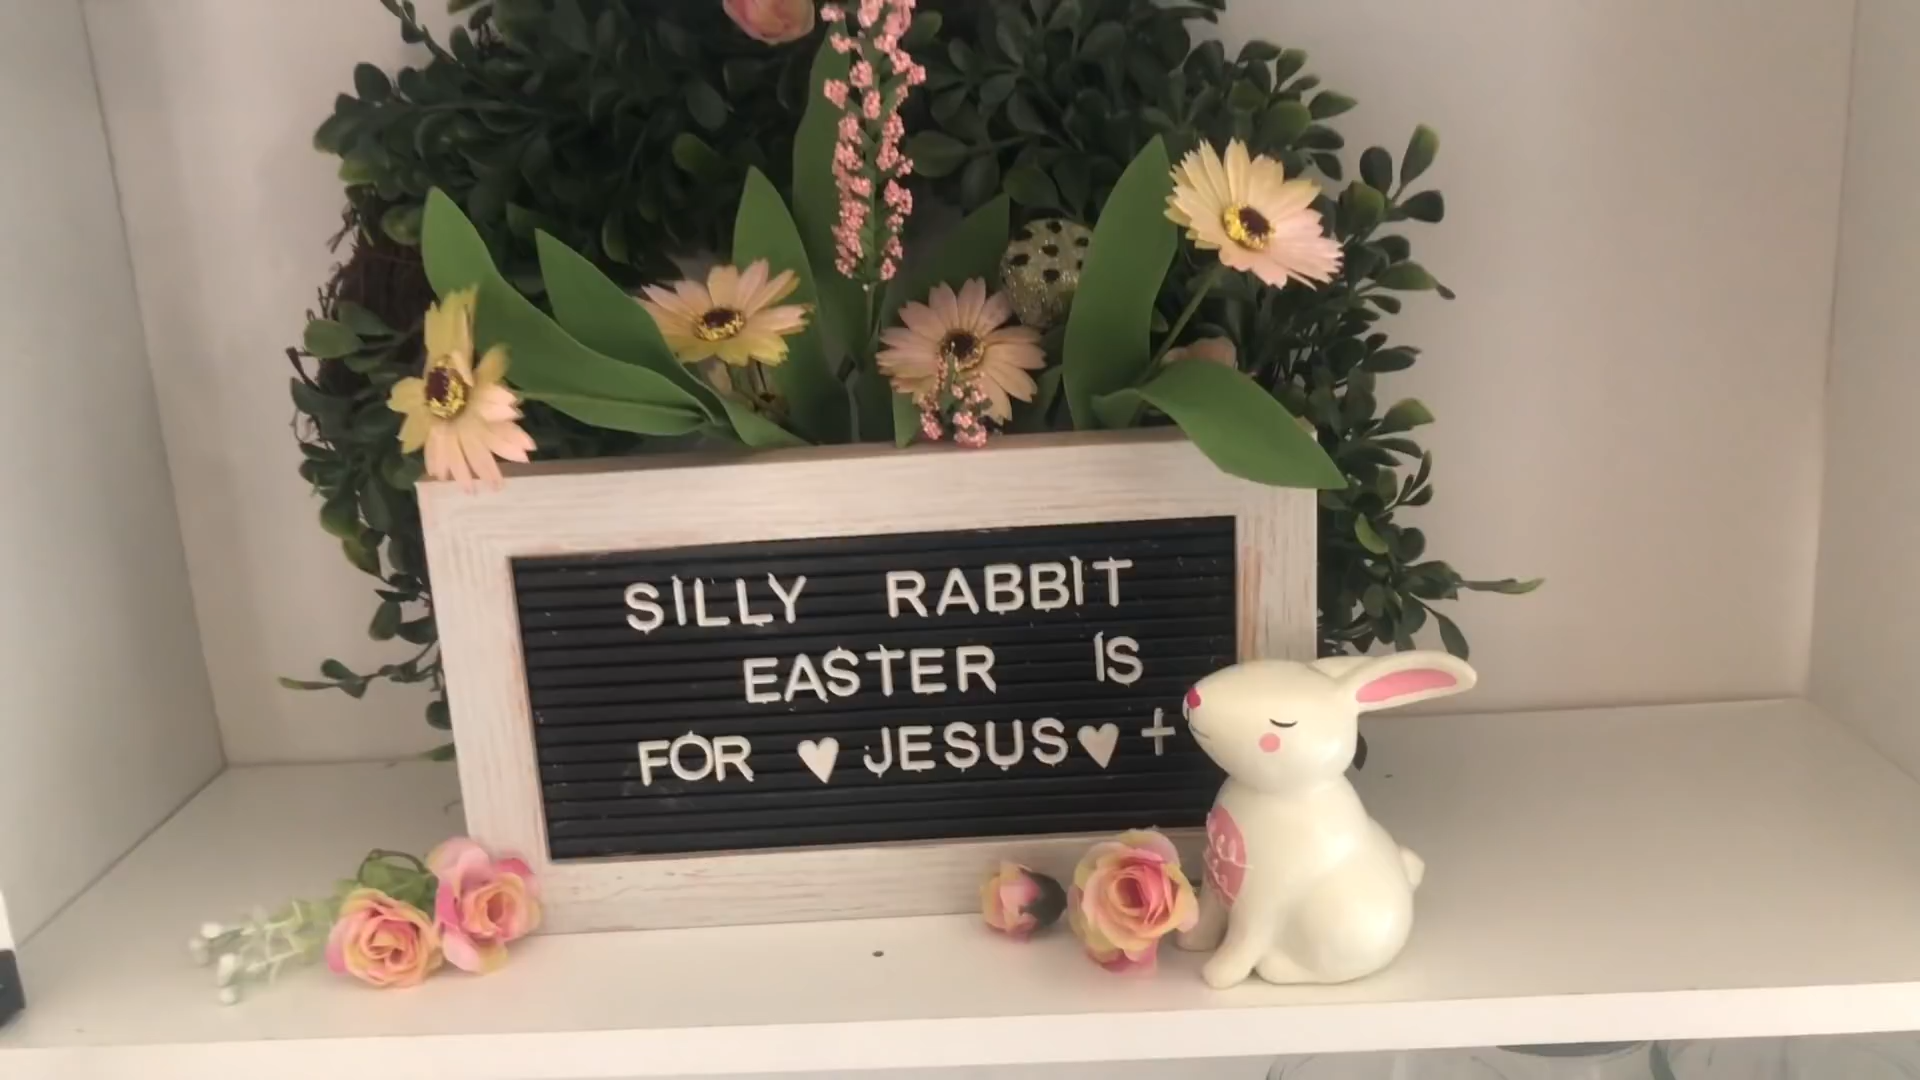 SILLY RABBIT
EASTER IS
FOR ♥ JESUS ♥ +